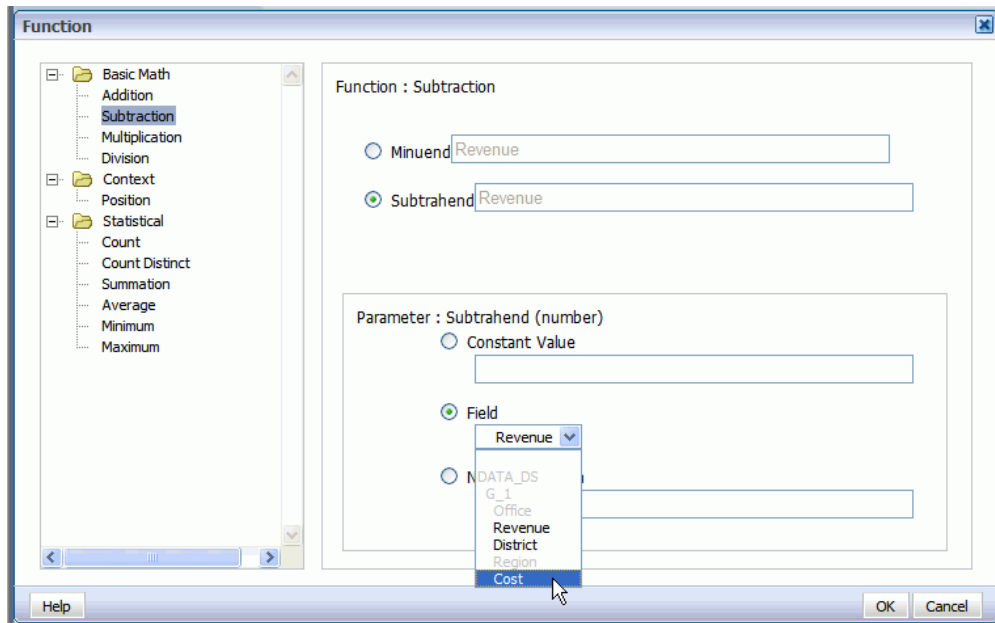 Function
Basic Math
Addition
Subtraction
Multiplication
Division
Context
Position
Statistical
Count
Count Distinct
Summation
Average
Minimum
Maximum
Function : Subtraction
Minuend Revenue
Subtrahend Revenue
Parameter : Subtrahend (number)
Constant Value
Field
Revenue
DATA_DS
G_1
Office
Revenue
District
Region
Cost
Help
OK
Cancel